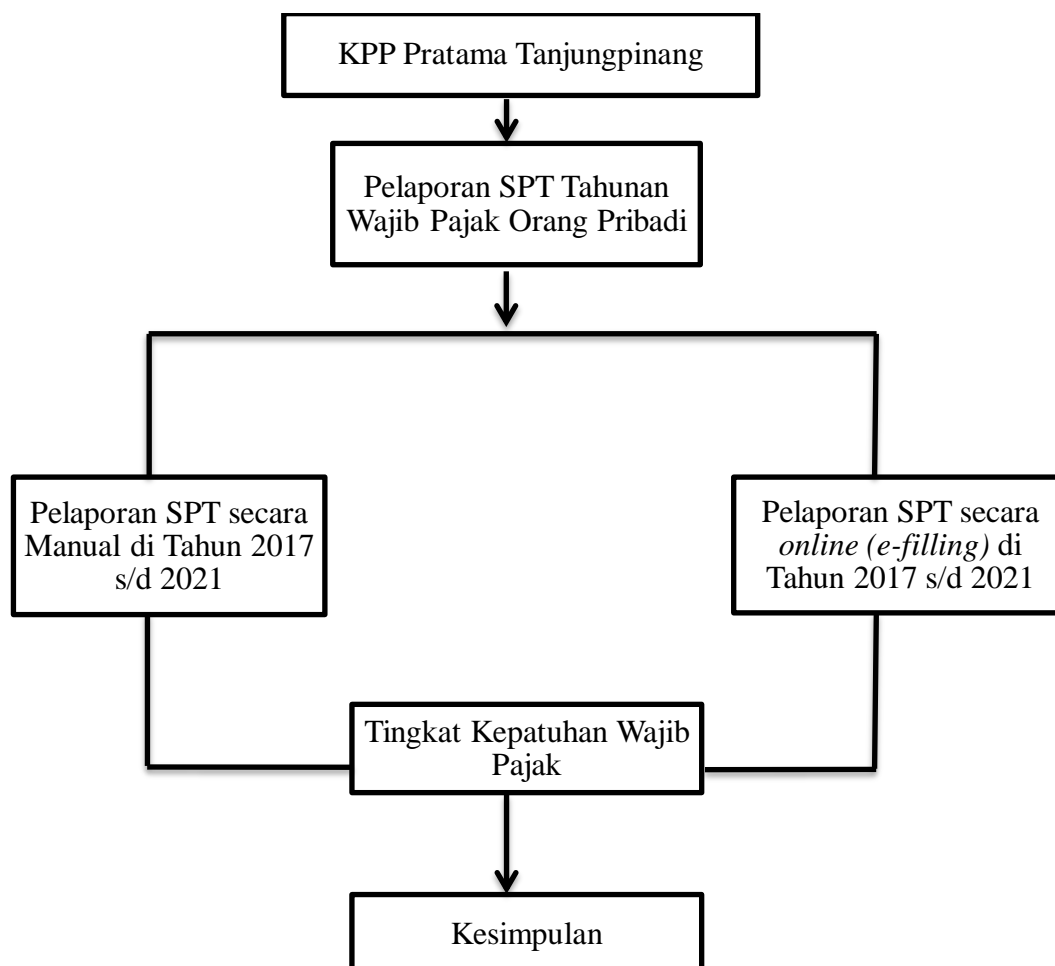 KPP Pratama Tanjungpinang
Pelaporan SPT Tahunan
Wajib Pajak Orang Pribadi
Pelaporan SPT secara
Manual di Tahun 2017
s/d 2021
Pelaporan SPT secara
online (e-filling) di
Tahun 2017 s/d 2021
Tingkat Kepatuhan Wajib
Pajak
Kesimpulan